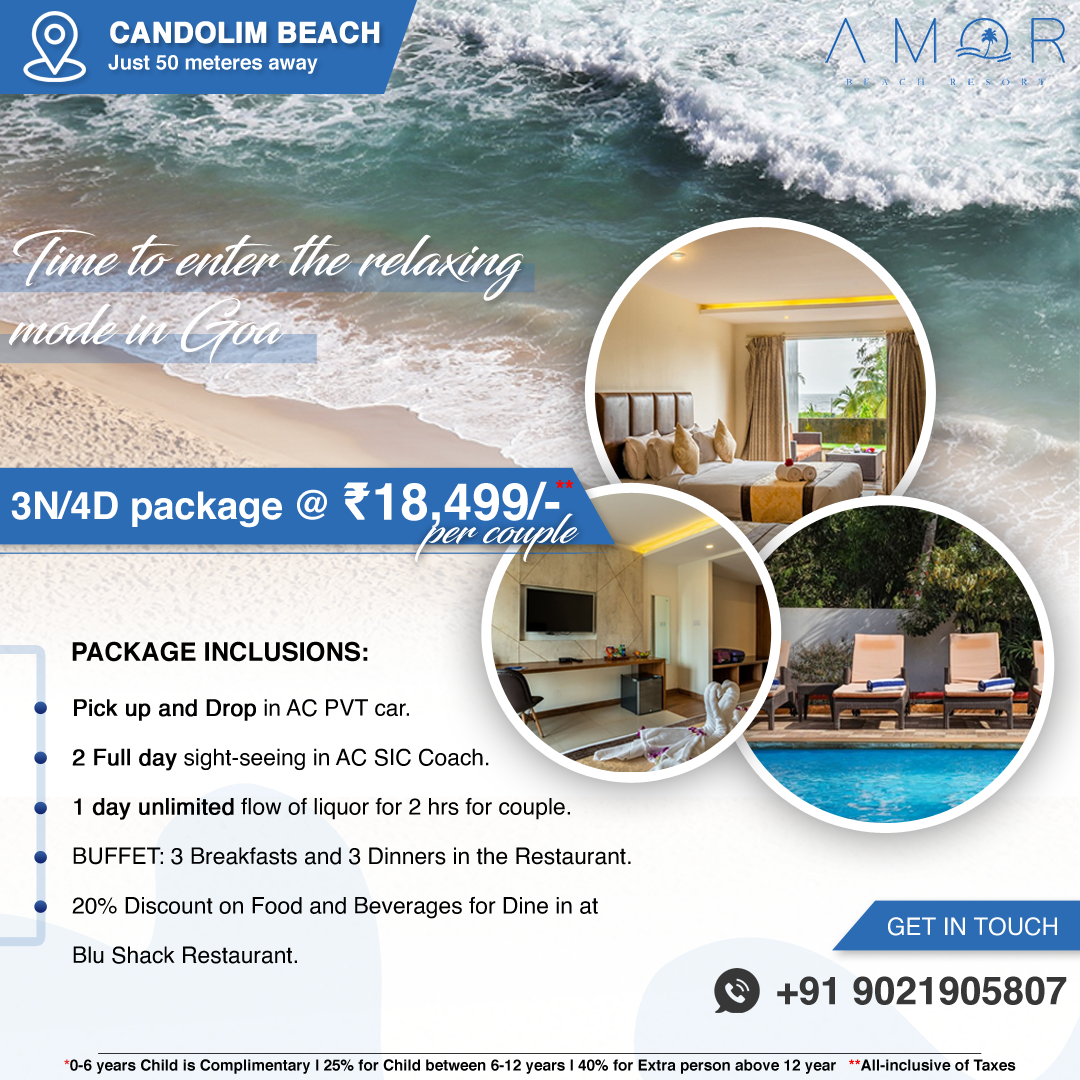 CANDOLIM BEACH
Just 50 meteres away
AMOR
BEACH RESORT
Time to enter the relaxing
mode in Goa
3N/4D package @ ₹18,499/-**
per couple
PACKAGE INCLUSIONS:
Pick up and Drop in AC PVT car.
2 Full day sight-seeing in AC SIC Coach.
1 day unlimited flow of liquor for 2 hrs for couple.
BUFFET: 3 Breakfasts and 3 Dinners in the Restaurant.
20% Discount on Food and Beverages for Dine in at
Blu Shack Restaurant.
GET IN TOUCH
+91 9021905807
*0-6 years Child is Complimentary I 25% for Child between 6-12 years I 40% for Extra person above 12 year **All-inclusive of Taxes